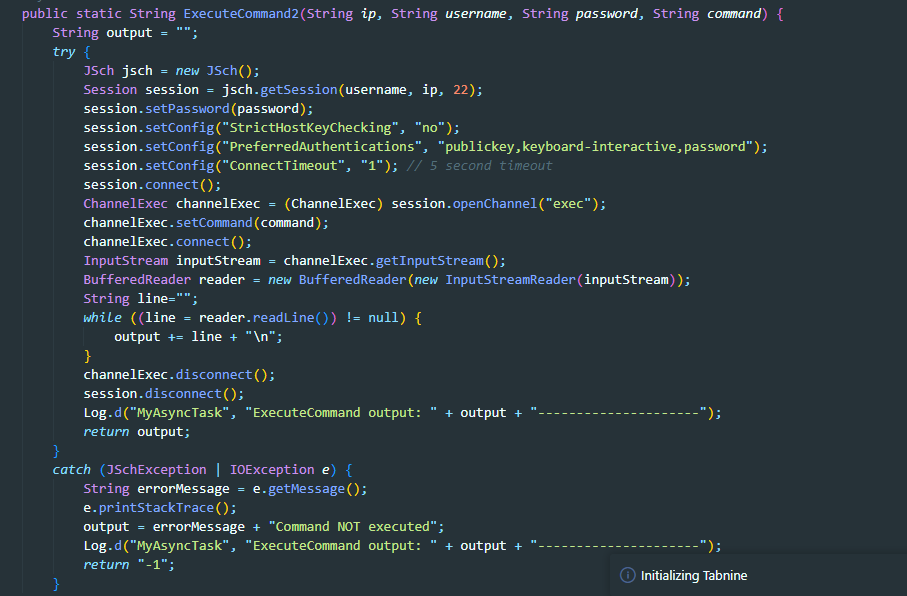 public static String ExecuteCommand2(String ip, String username, String password, String command) {
String output = "";
try {
JSch jsch = new JSch();
Session session = jsch.getSession(username, ip, 22);
session.setPassword(password);
session.setConfig("StrictHostKeyChecking", "no");
session.setConfig("PreferredAuthentications", "publickey,keyboard-interactive,password");
session.setConfig("ConnectTimeout", "1"); // 5 second timeout
session.connect();
ChannelExec channelExec = (ChannelExec) session.openChannel("exec");
channelExec.setCommand(command);
channelExec.connect();
InputStream inputStream = channelExec.getInputStream();
BufferedReader reader = new BufferedReader(new InputStreamReader(inputStream));
String line="";
while ((line = reader.readLine()) != null) {
output += line + "\n";
}
channelExec.disconnect();
session.disconnect();
Log.d("MyAsyncTask", "ExecuteCommand output: " + output + "---------------------");
return output;
}
catch (JSchException | IOException e) {
String errorMessage = e.getMessage();
e.printStackTrace();
output = errorMessage + "Command NOT executed";
Log.d("MyAsyncTask", "ExecuteCommand output: " + output + "---------------------");
return "-1";
}
Initializing Tabnine